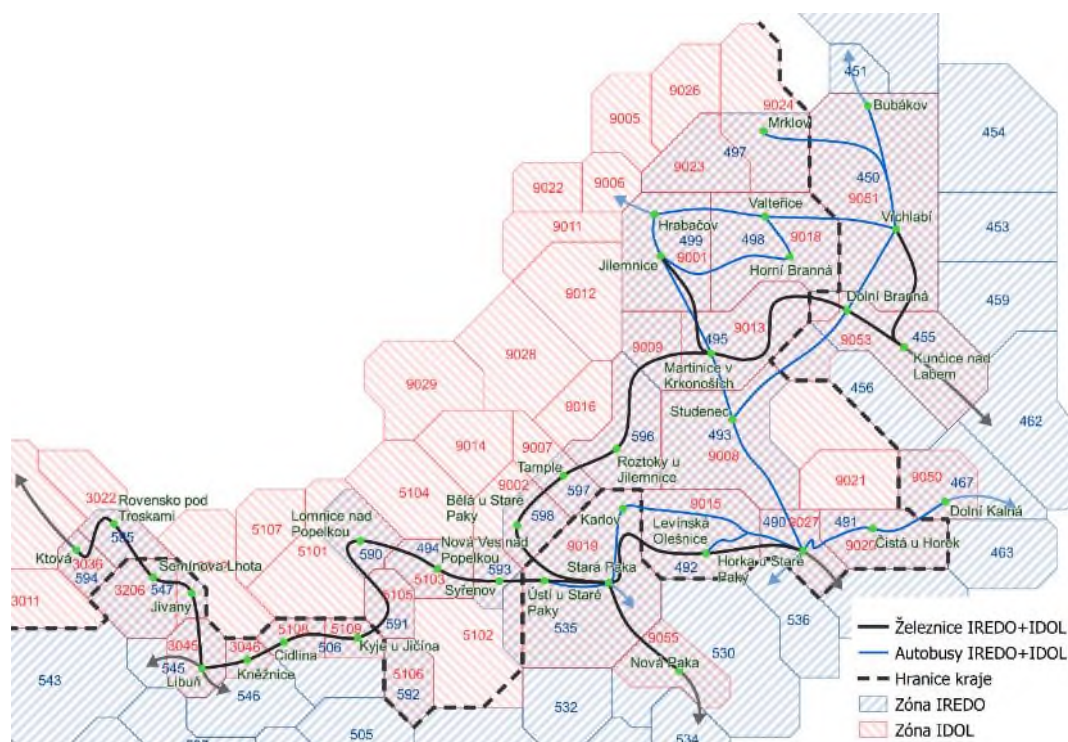 451
9026
9024
Bubákov
9005
Mrklov
454
497
9023
450
9051
9022
9006
Valteřice
Vrchlabí
9011
Hrabačov
499
498
9018
453
9001
Jilemnice
Horní Branná
9012
459
Dolní Branná
9013
9053
455
9028
9009
495
Martinice v
Krkonoších
Kunčice nad
Labem
9029
456
9016
Studenec
462
493
9014
9007
596
9008
Tample
Roztoky u
Jilemnice
9021
9050
467
3022
Rovensko pod
Troskami
5104
9002
597
Dolní Kalná
Bělá u Staré
Paky
598
Karlov
9015
585
5107
Lomnice nad
Popelkou
5101
Levínská
Olešnice
490
9027
491
Ktová
3036
594
590
494
Nová Ves nad
Popelkou
9019
9020
Čistá u Horek
463
Semínova Lhota
547
3206
5103
593
Stará Paka
492
Horka u Staré
Paky
3011
Jivany
5105
Syřenov
Ústí u Staré
Paky
591
536
5108
5109
5102
535
3045
3046
506
9055
Cidlina
Kyje u Jičína
530
545
Kněžnice
5106
Nová Paka
543
Libuň
546
592
532
505
534
Železnice IREDO+IDOL
Autobusy IREDO+IDOL
Hranice kraje
Zóna IREDO
Zóna IDOL